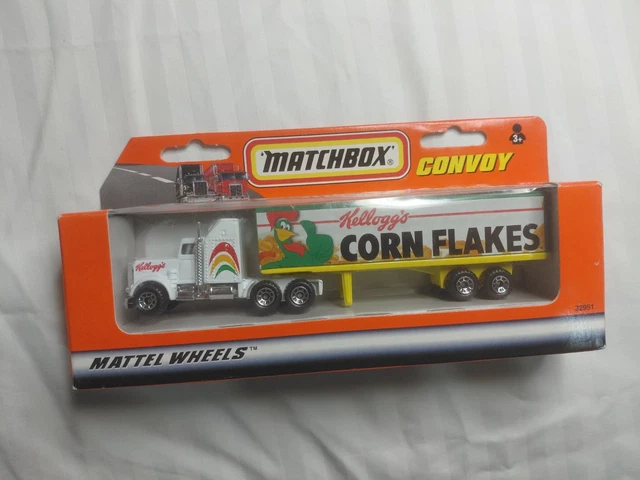 MATCHBOX®
CONVOY
3+
Kellogg's
CORN FLAKES
Kellogg's
32951
MATTEL WHEELS™